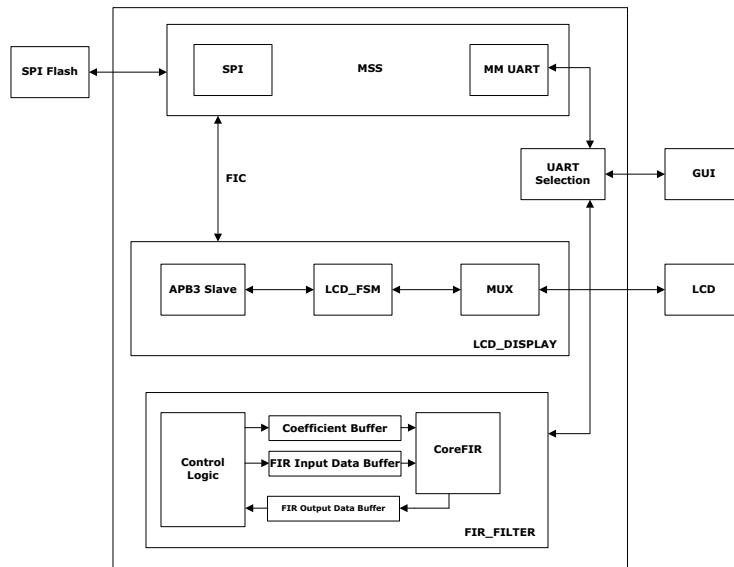 SPI Flash
SPI
MSS
MM UART
UART
Selection
GUI
FIC
APB3 Slave
LCD_FSM
MUX
LCD
LCD_DISPLAY
Control
Logic
Coefficient Buffer
FIR Input Data Buffer
FIR Output Data Buffer
CoreFIR
FIR_FILTER